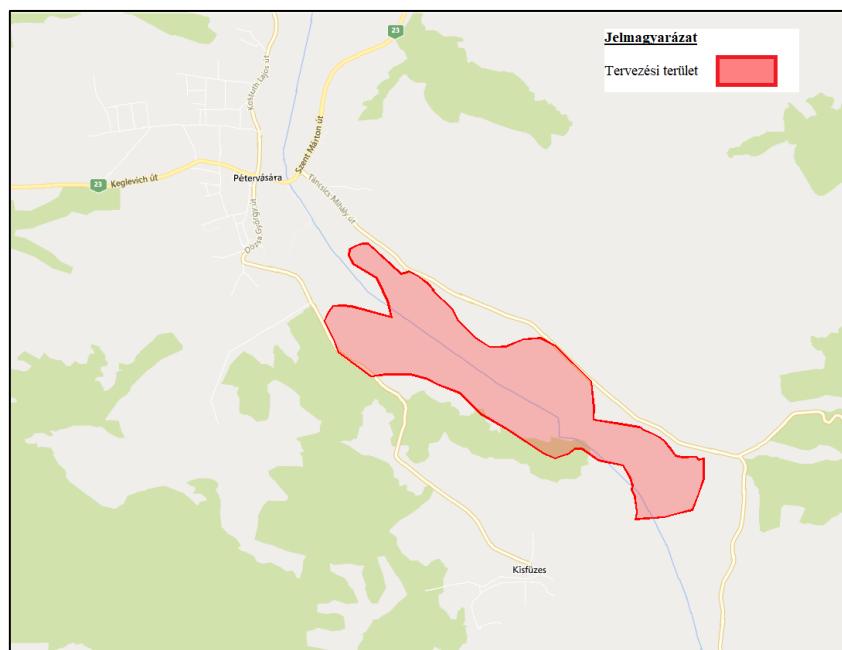 Jelmagyarázat
Tervezési terület
23
Kossuth Lajos út
Szent Márton út
23
Keglevich út
Pétervására
Táncsics Mihály út
Dózsa György út
Kisfüzes